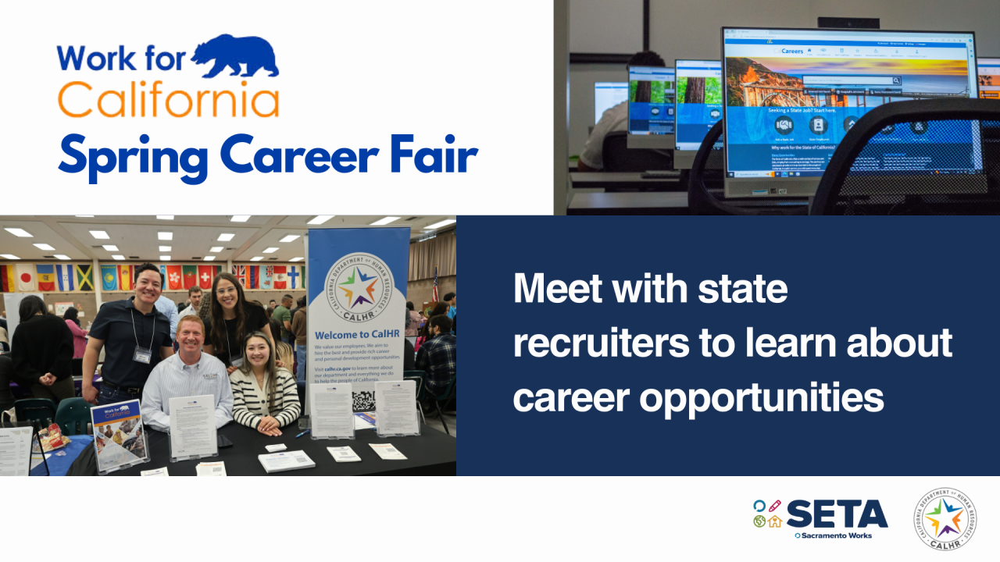 Work for
California
Spring Career Fair
Careers
Seeking a State Job? Start here.
Why work for the State of California?
CALIFORNIA DEPARTMENT OF HUMAN RESOURCES
CALHR
Welcome to CalHR
We value our employees. We aim to
hire the best and provide rich career
and personal development opportunities.
Visit calhr.ca.gov to learn more about
our department and everything we do
to help the people of California.
Work for
California
Meet with state
recruiters to learn about
career opportunities
SETA
Sacramento Works
CALIFORNIA DEPARTMENT OF HUMAN RESOURCES
CALHR